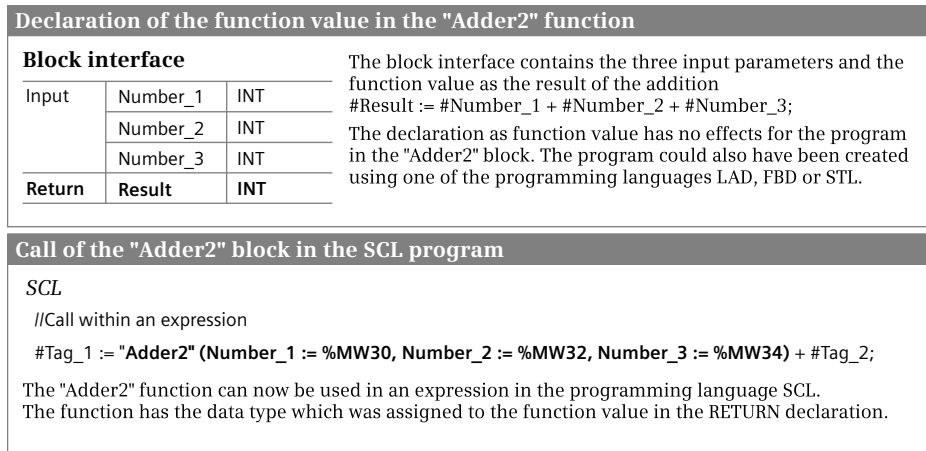 Declaration of the function value in the "Adder2" function
Block interface
Input Number_1 INT
Number_2 INT
Number_3 INT
Return Result INT
The block interface contains the three input parameters and the
function value as the result of the addition
#Result := #Number_1 + #Number_2 + #Number_3;
The declaration as function value has no effects for the program
in the "Adder2" block. The program could also have been created
using one of the programming languages LAD, FBD or STL.
Call of the "Adder2" block in the SCL program
SCL
//Call within an expression
#Tag_1 := "Adder2" (Number_1 := %MW30, Number_2 := %MW32, Number_3 := %MW34) + #Tag_2;
The "Adder2" function can now be used in an expression in the programming language SCL.
The function has the data type which was assigned to the function value in the RETURN declaration.